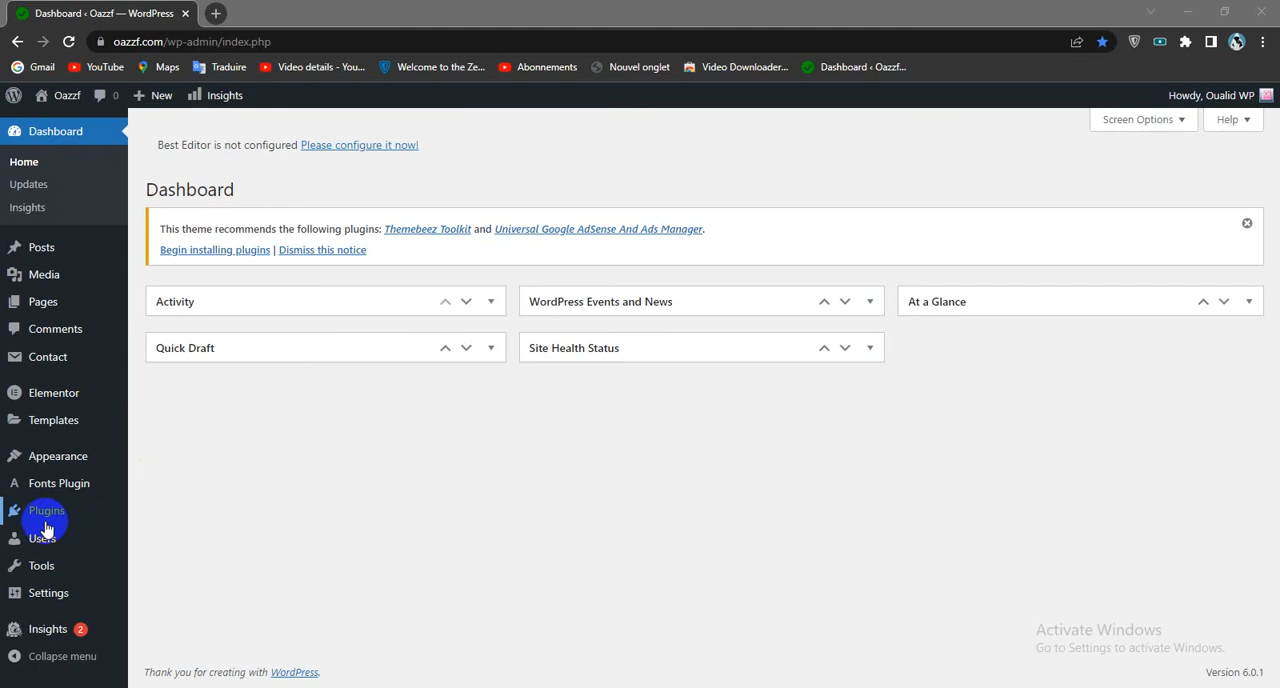 Dashboard ‹ Oazzf — WordPress
oazzf.com/wp-admin/index.php
Gmail YouTube Maps Traduire Video details - You... Welcome to the Ze... Abonnements Nouvel onglet Video Downloader... Dashboard ‹ Oazzf...
Oazzf 0 New Insights Howdy, Oualid WP
Screen Options ▼ Help ▼
Dashboard
Home
Updates
Insights
Posts
Media
Pages
Comments
Contact
Elementor
Templates
Appearance
Fonts Plugin
Plugins
Users
Tools
Settings
Insights 2
Collapse menu
Best Editor is not configured Please configure it now!
Dashboard
This theme recommends the following plugins: Themebeez Toolkit and Universal Google AdSense And Ads Manager.
Begin installing plugins | Dismiss this notice
Activity
WordPress Events and News
At a Glance
Quick Draft
Site Health Status
Activate Windows
Go to Settings to activate Windows.
Thank you for creating with WordPress.
Version 6.0.1